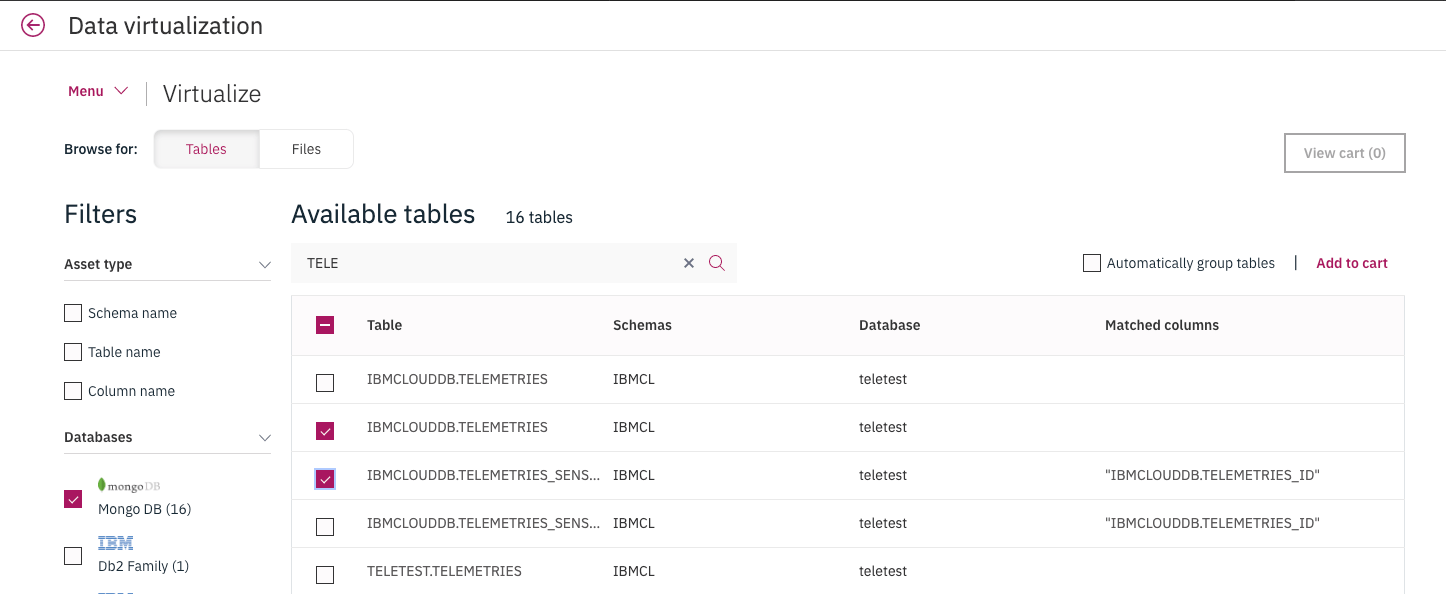 Data virtualization
Menu
Virtualize
Browse for: Tables Files
View cart (0)
Filters
Available tables 16 tables
Asset type
TELE
Automatically group tables | Add to cart
Schema name
Table name
Column name
Databases
mongoDB
Mongo DB (16)
IBM
Db2 Family (1)
Table Schemas Database Matched columns
IBMCLOUDDB.TELEMETRIES IBMCL teletest
IBMCLOUDDB.TELEMETRIES IBMCL teletest
IBMCLOUDDB.TELEMETRIES_SENS... IBMCL teletest "IBMCLOUDDB.TELEMETRIES_ID"
IBMCLOUDDB.TELEMETRIES_SENS... IBMCL teletest "IBMCLOUDDB.TELEMETRIES_ID"
TELETEST.TELEMETRIES IBMCL teletest